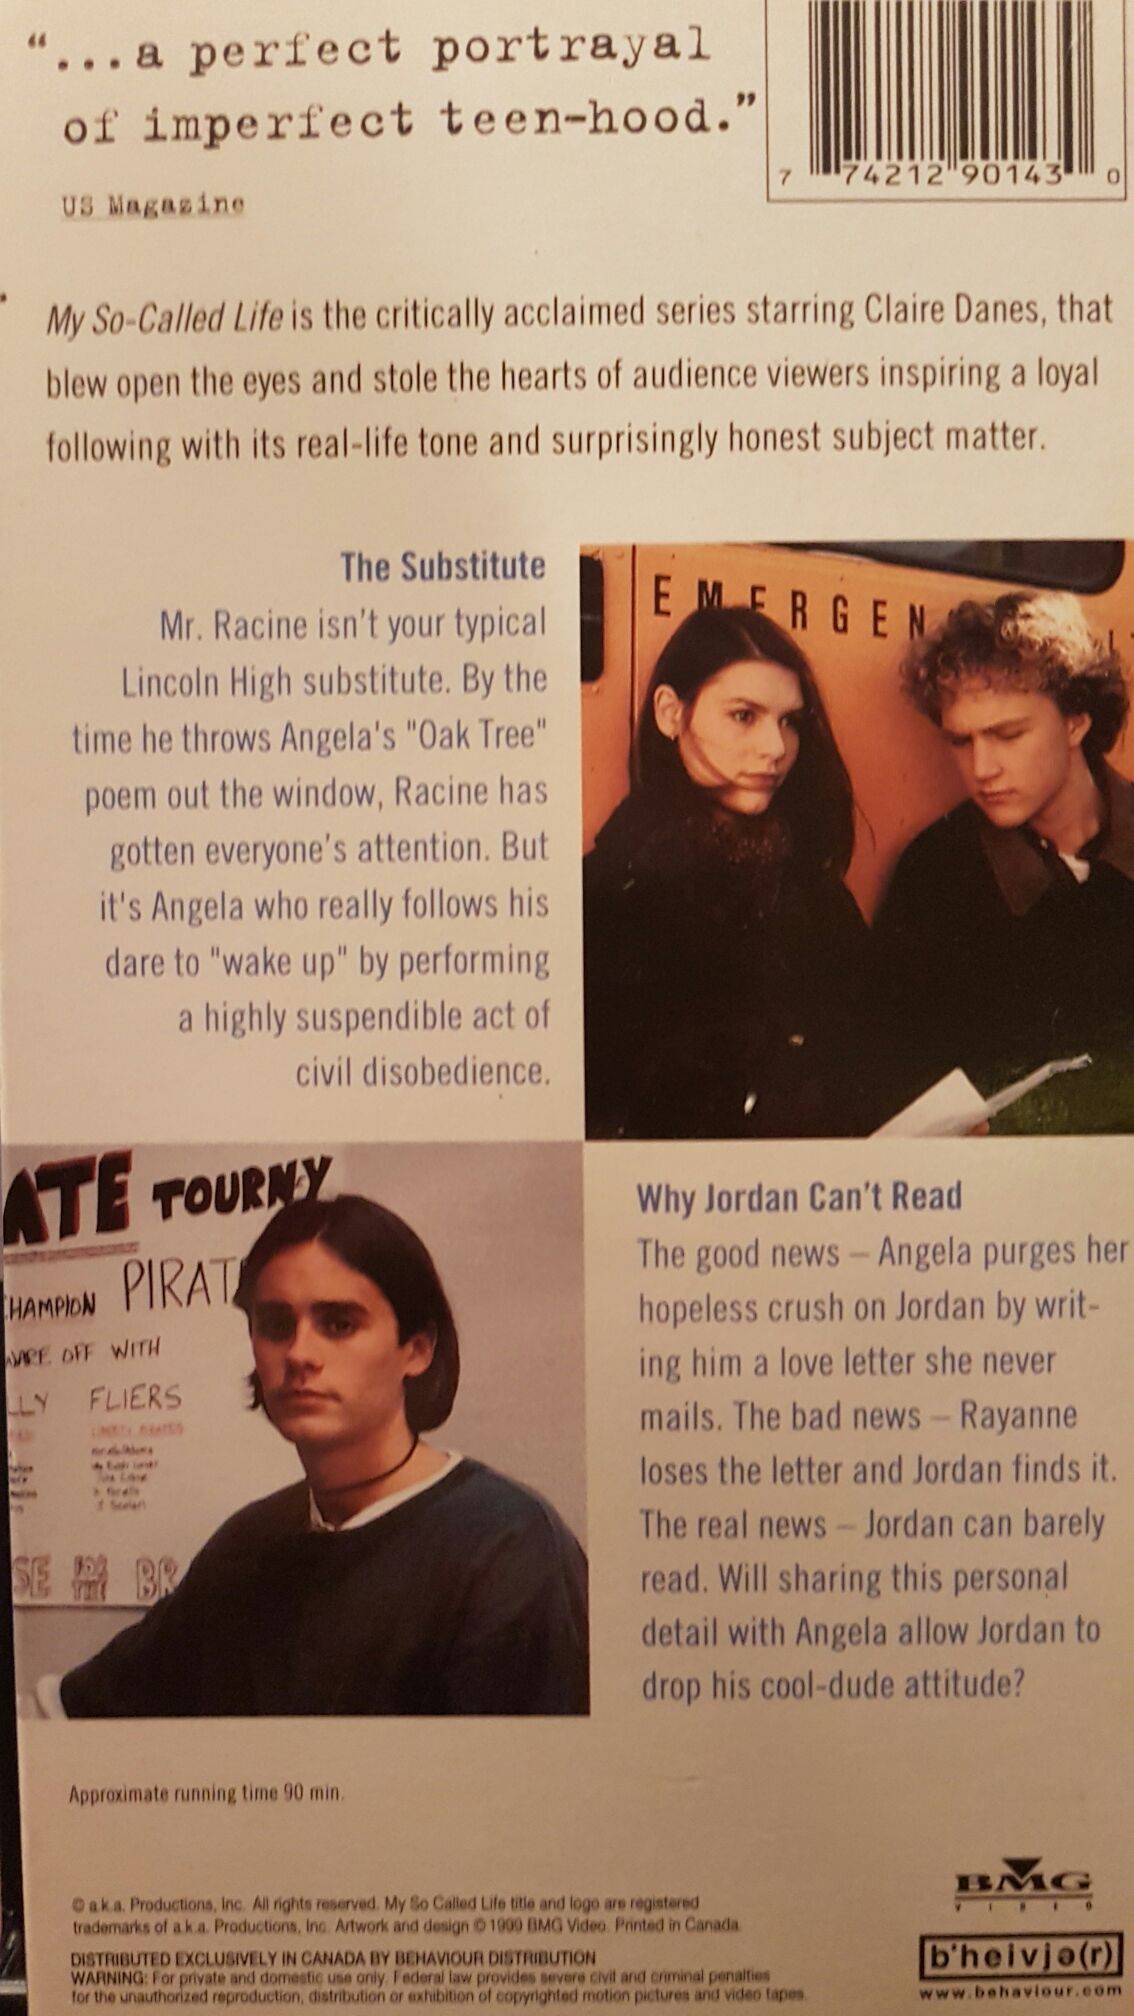 “...a perfect portrayal
of imperfect teen-hood.”
US Magazine
7 74212 90143 0
My So-Called Life is the critically acclaimed series starring Claire Danes, that
blew open the eyes and stole the hearts of audience viewers inspiring a loyal
following with its real-life tone and surprisingly honest subject matter.
The Substitute
Mr. Racine isn't your typical
Lincoln High substitute. By the
time he throws Angela's "Oak Tree"
poem out the window, Racine has
gotten everyone's attention. But
it's Angela who really follows his
dare to "wake up" by performing
a highly suspendible act of
civil disobedience.
EMERGEN
ATE TOURNY
HAMPION PIRAT
OFF WITH
LLY FLIERS
SE FOR THE BR
Why Jordan Can't Read
The good news – Angela purges her
hopeless crush on Jordan by writ-
ing him a love letter she never
mails. The bad news – Rayanne
loses the letter and Jordan finds it.
The real news – Jordan can barely
read. Will sharing this personal
detail with Angela allow Jordan to
drop his cool-dude attitude?
Approximate running time 90 min.
© a.k.a. Productions, Inc. All rights reserved. My So Called Life title and logo are registered
trademarks of a.k.a. Productions, Inc. Artwork and design © 1999 BMG Video. Printed in Canada.
DISTRIBUTED EXCLUSIVELY IN CANADA BY BEHAVIOUR DISTRIBUTION
WARNING: For private and domestic use only. Federal law provides severe civil and criminal penalties
for the unauthorized reproduction, distribution or exhibition of copyrighted motion pictures and video tapes.
BMG
VIDEO
b'heivjə(r)
www.behaviour.com